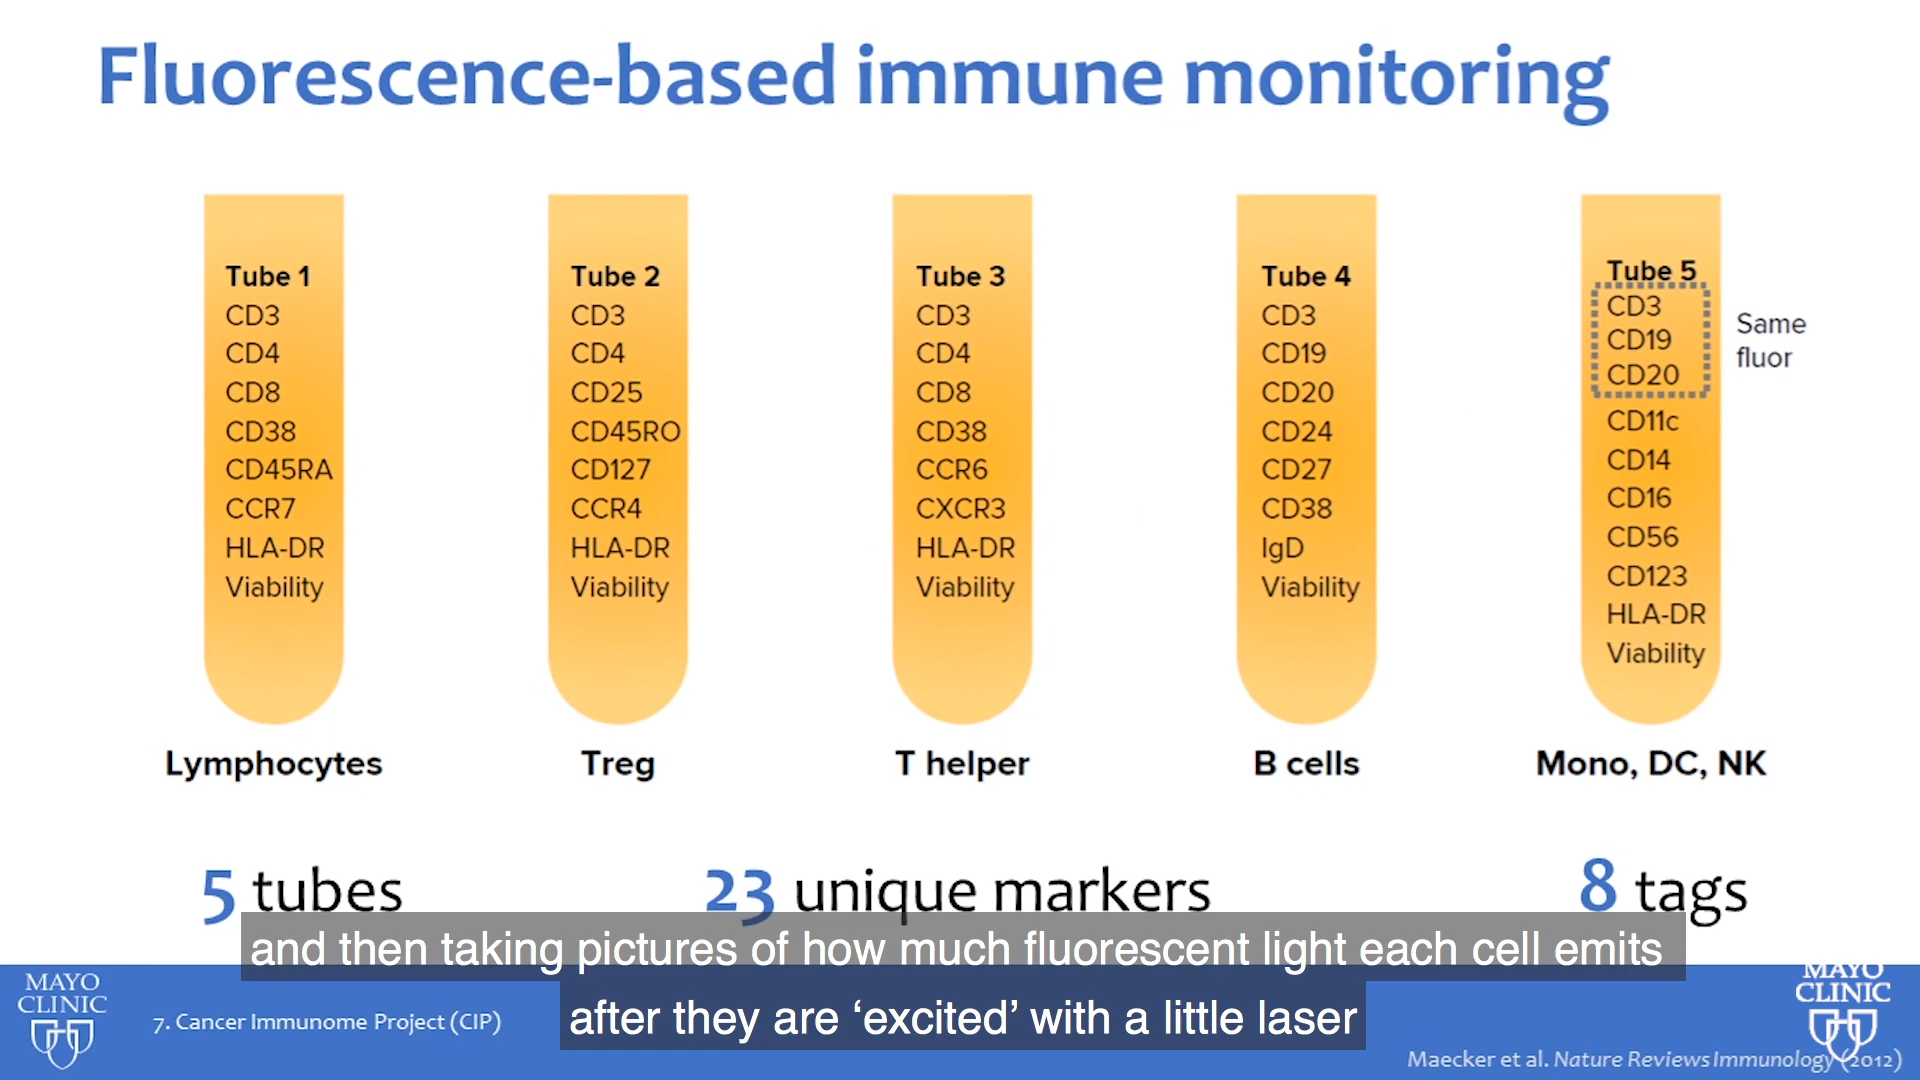 Fluorescence-based immune monitoring
Tube 1
CD3
CD4
CD8
CD38
CD45RA
CCR7
HLA-DR
Viability
Lymphocytes
Tube 2
CD3
CD4
CD25
CD45RO
CD127
CCR4
HLA-DR
Viability
Treg
Tube 3
CD3
CD4
CD8
CD38
CCR6
CXCR3
HLA-DR
Viability
T helper
Tube 4
CD3
CD19
CD20
CD24
CD27
CD38
IgD
Viability
B cells
Tube 5
CD3
CD19
CD20
CD11c
CD14
CD16
CD56
CD123
HLA-DR
Viability
Same
fluor
Mono, DC, NK
5 tubes
23 unique markers
8 tags
and then taking pictures of how much fluorescent light each cell emits
after they are ‘excited’ with a little laser
MAYO
CLINIC
7. Cancer Immunome Project (CIP)
MAYO
CLINIC
Maecker et al. Nature Reviews Immunology (2012)